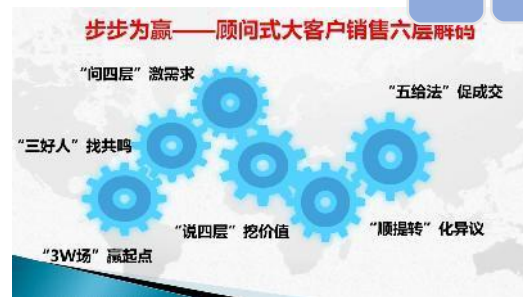 步步为赢——顾问式大客户销售六层解码
“问四层”激需求
“五给法”促成交
“三好人”找共鸣
“说四层”挖价值
“顺提转”化异议
“3W场”赢起点